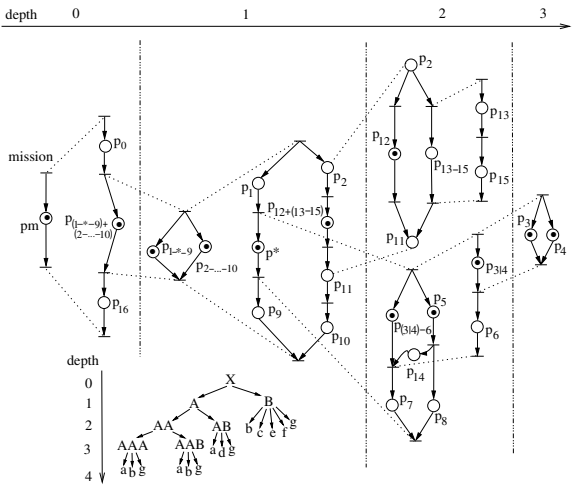 depth 0 1 2 3
p2
p13
p0
p12
p13-15
p15
mission
p1
p2
p12+(13-15)
p3
p4
pm
p(1-*-9)+
(2-...-10)
p1-*-9
p2-...-10
p*
p11
p11
p3|4
p16
p9
p10
p5
p(3|4)-6
p6
p14
p7
p8
depth
0 X
1 A B
2 AA AB b c e f g
3 AAA AAB a d g
4 a b g a b g